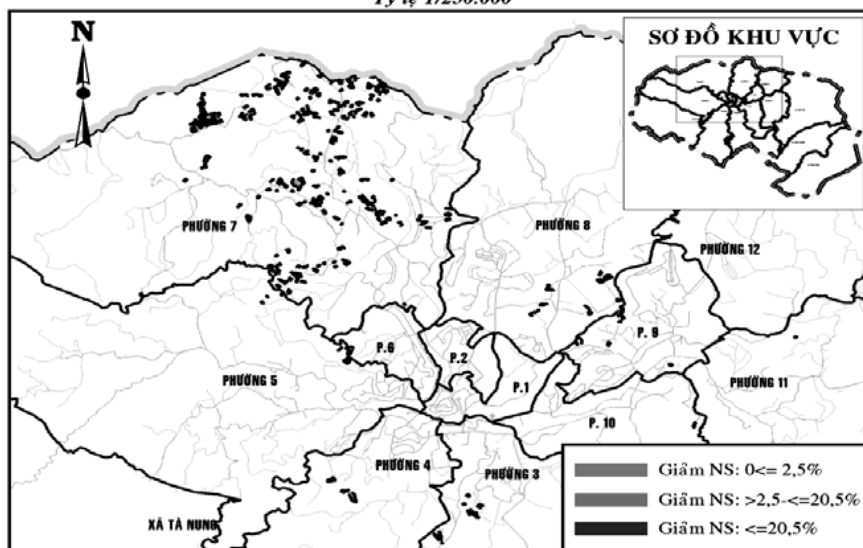 Tỷ lệ 1/250.000
N
SƠ ĐỒ KHU VỰC
PHƯỜNG 7
PHƯỜNG 8
PHƯỜNG 12
P.6
P.2
P. 9
P.1
PHƯỜNG 5
PHƯỜNG 11
P. 10
PHƯỜNG 4
PHƯỜNG 3
XÃ TÀ NUNG
Giảm NS: 0<= 2,5%
Giảm NS: >2,5-<=20,5%
Giảm NS: <=20,5%